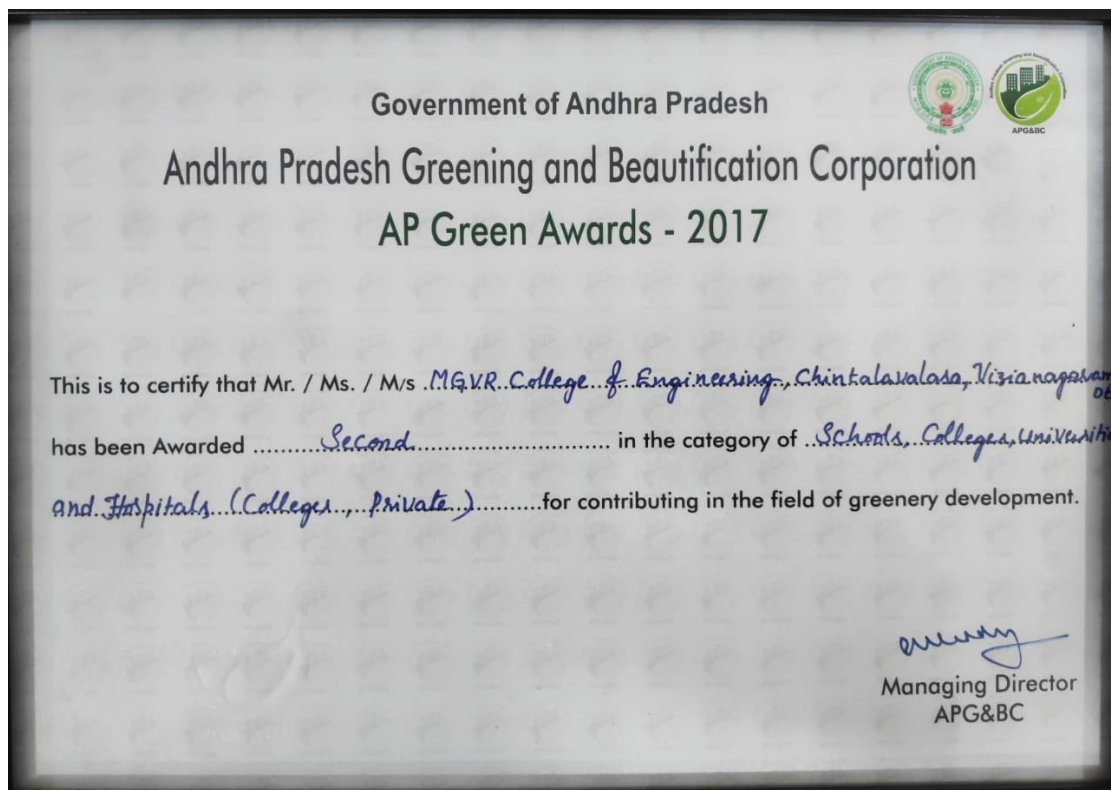 Government of Andhra Pradesh
APG&BC
Andhra Pradesh Greening and Beautification Corporation
AP Green Awards - 2017
This is to certify that Mr. / Ms. / M/s .MGVR..College..of..Engineering.,Chintalavalasa,Vizianagaram
has been Awarded ...........Second.................................. in the category of ..Schools,..Colleges,Universities
and..Hospitals..(Colleges..,.Private..)..........for contributing in the field of greenery development.
Managing Director
APG&BC